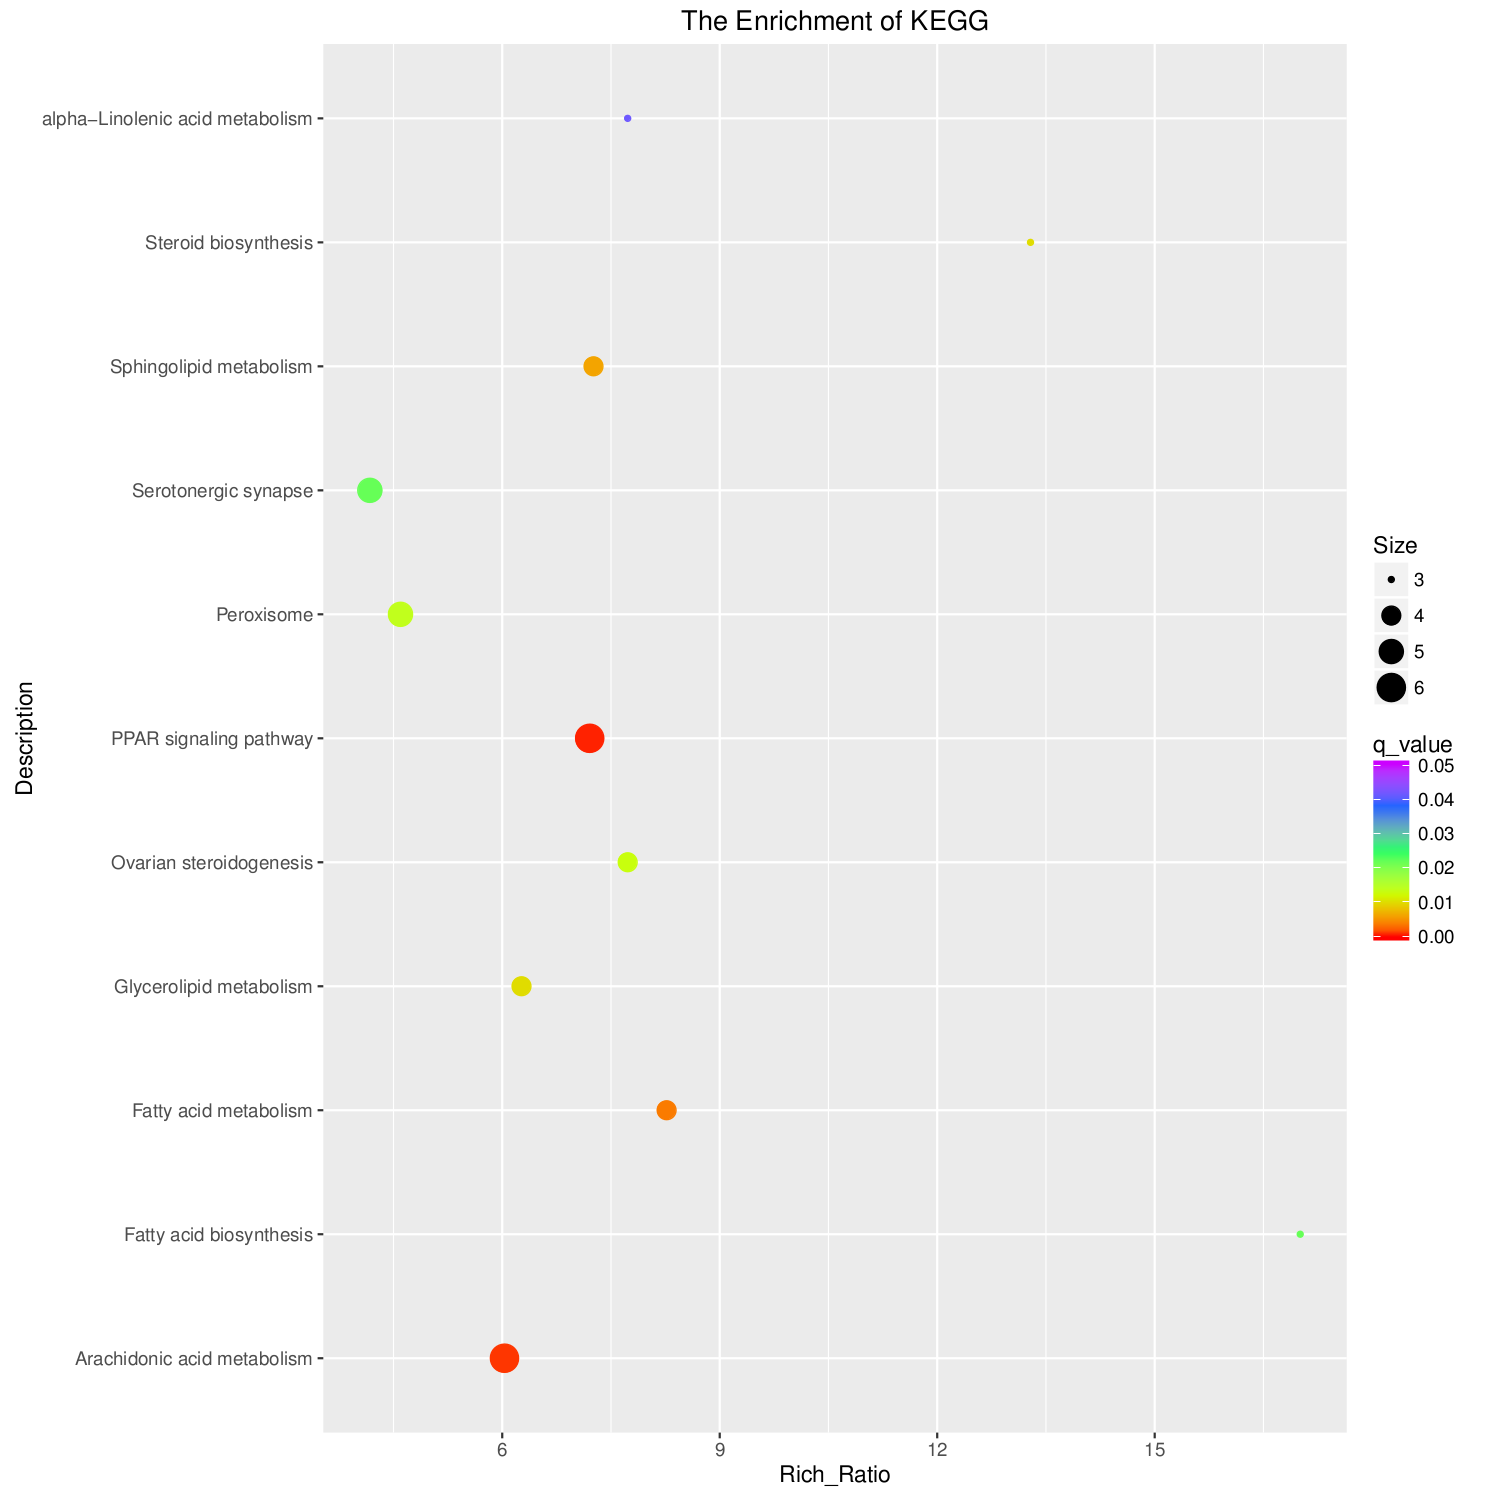 The Enrichment of KEGG
alpha−Linolenic acid metabolism
Steroid biosynthesis
Sphingolipid metabolism
Serotonergic synapse
Peroxisome
PPAR signaling pathway
Ovarian steroidogenesis
Glycerolipid metabolism
Fatty acid metabolism
Fatty acid biosynthesis
Arachidonic acid metabolism
Description
6 9 12 15
Rich_Ratio
Size
3
4
5
6
q_value
0.05
0.04
0.03
0.02
0.01
0.00